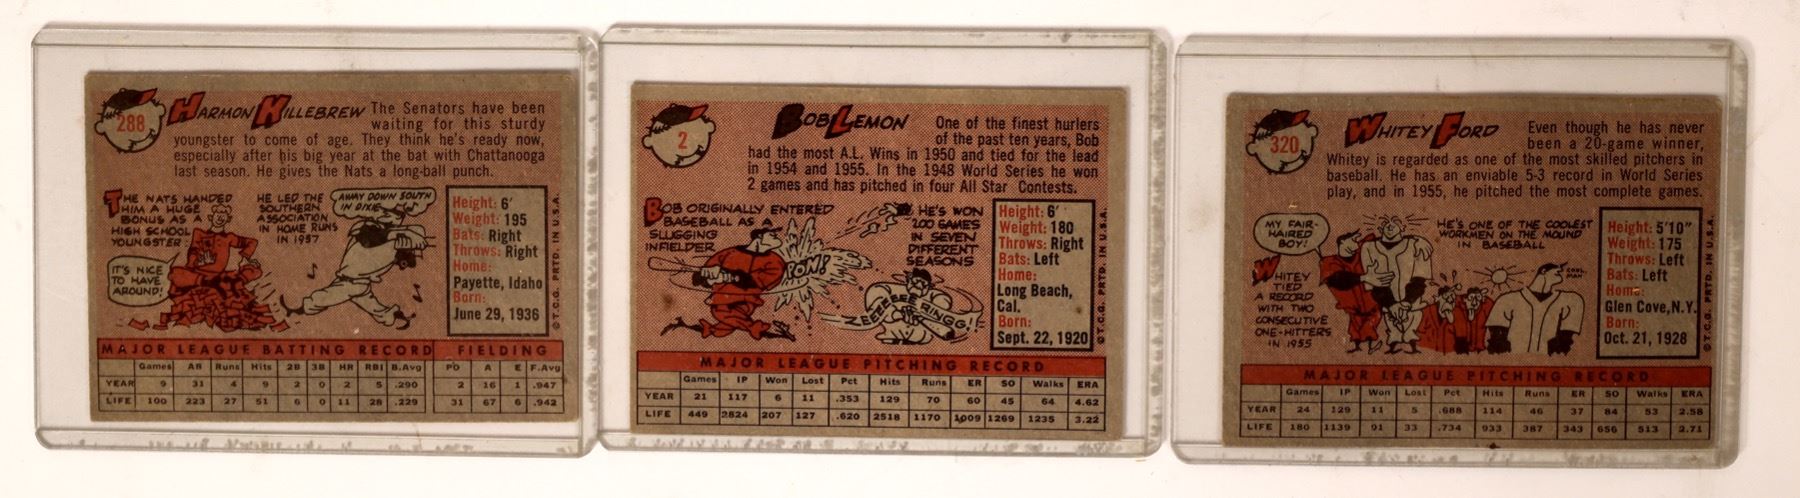 288
HARMON KILLEBREW The Senators have been
waiting for this sturdy
youngster to come of age. They think he's ready now,
especially after his big year at the bat with Chattanooga
last season. He gives the Nats a long-ball punch.
THE NATS HANDED
HIM A HUGE
BONUS AS A
HIGH SCHOOL
YOUNGSTER
IT'S NICE
TO HAVE
AROUND!
HE LED THE
SOUTHERN
ASSOCIATION
IN HOME RUNS
IN 1957
AWAY DOWN SOUTH
IN DIXIE
Height: 6'
Weight: 195
Bats: Right
Throws: Right
Home:
Payette, Idaho
Born:
June 29, 1936
©T.C.G. PRTD. IN U.S.A.
MAJOR LEAGUE BATTING RECORD FIELDING
Games AB Runs Hits 2B 3B HR RBI B.Avg PO A E F.Avg
YEAR 9 31 4 9 2 0 2 5 .290 2 16 1 .947
LIFE 100 223 27 51 6 0 11 28 .229 31 67 6 .942
2
BOB LEMON One of the finest hurlers
of the past ten years, Bob
had the most A.L. Wins in 1950 and tied for the lead
in 1954 and 1955. In the 1948 World Series he won
2 games and has pitched in four All Star Contests.
BOB ORIGINALLY ENTERED
BASEBALL AS A
SLUGGING
INFIELDER
POW!
HE'S WON
200 GAMES
IN SEVEN
DIFFERENT
SEASONS
Height: 6'
Weight: 180
Throws: Right
Bats: Left
Home:
Long Beach,
Cal.
Born:
Sept. 22, 1920
©T.C.G. PRTD. IN U.S.A.
MAJOR LEAGUE PITCHING RECORD
Games IP Won Lost Pct Hits Runs ER SO Walks ERA
YEAR 21 117 6 11 .353 129 70 60 45 64 4.62
LIFE 449 2824 207 127 .620 2518 1170 1009 1269 1235 3.22
320
WHITEY FORD Even though he has never
been a 20-game winner,
Whitey is regarded as one of the most skilled pitchers in
baseball. He has an enviable 5-3 record in World Series
play, and in 1955, he pitched the most complete games.
MY FAIR-
HAIRED
BOY!
WHITEY
TIED
A RECORD
WITH TWO
CONSECUTIVE
ONE-HITTERS
IN 1955
HE'S ONE OF THE COOLEST
WORKMEN ON THE MOUND
IN BASEBALL
COOL,
MAN
Height: 5'10"
Weight: 175
Throws: Left
Bats: Left
Home:
Glen Cove, N.Y.
Born:
Oct. 21, 1928
©T.C.G. PRTD. IN U.S.A.
MAJOR LEAGUE PITCHING RECORD
Games IP Won Lost Pct Hits Runs ER SO Walks ERA
YEAR 24 129 11 5 .688 114 46 37 84 53 2.58
LIFE 180 1139 91 33 .734 933 387 343 656 513 2.71